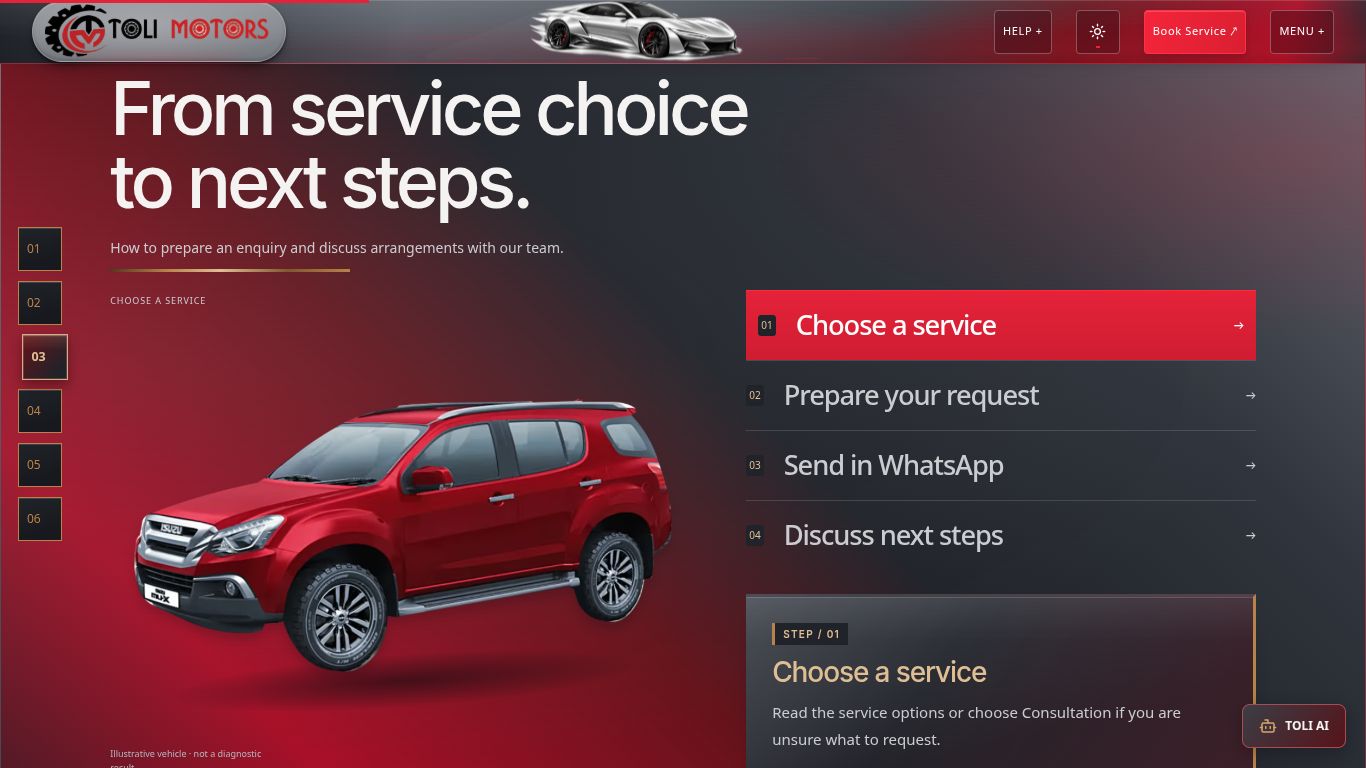 TOLI MOTORS
HELP +
Book Service ↗
MENU +
From service choice
to next steps.
How to prepare an enquiry and discuss arrangements with our team.
01
02
03
04
05
06
CHOOSE A SERVICE
ISUZU
mu-X
Illustrative vehicle · not a diagnostic
result
01 Choose a service →
02 Prepare your request →
03 Send in WhatsApp →
04 Discuss next steps →
STEP / 01
Choose a service
Read the service options or choose Consultation if you are
unsure what to request.
TOLI AI